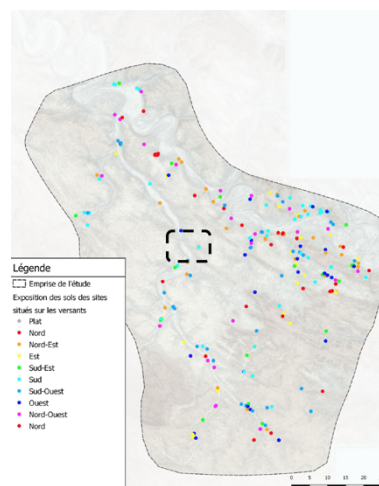 Légende
Emprise de l'étude
Exposition des sols des sites
situés sur les versants
Plat
Nord
Nord-Est
Est
Sud-Est
Sud
Sud-Ouest
Ouest
Nord-Ouest
Nord
0 5 10 15 20